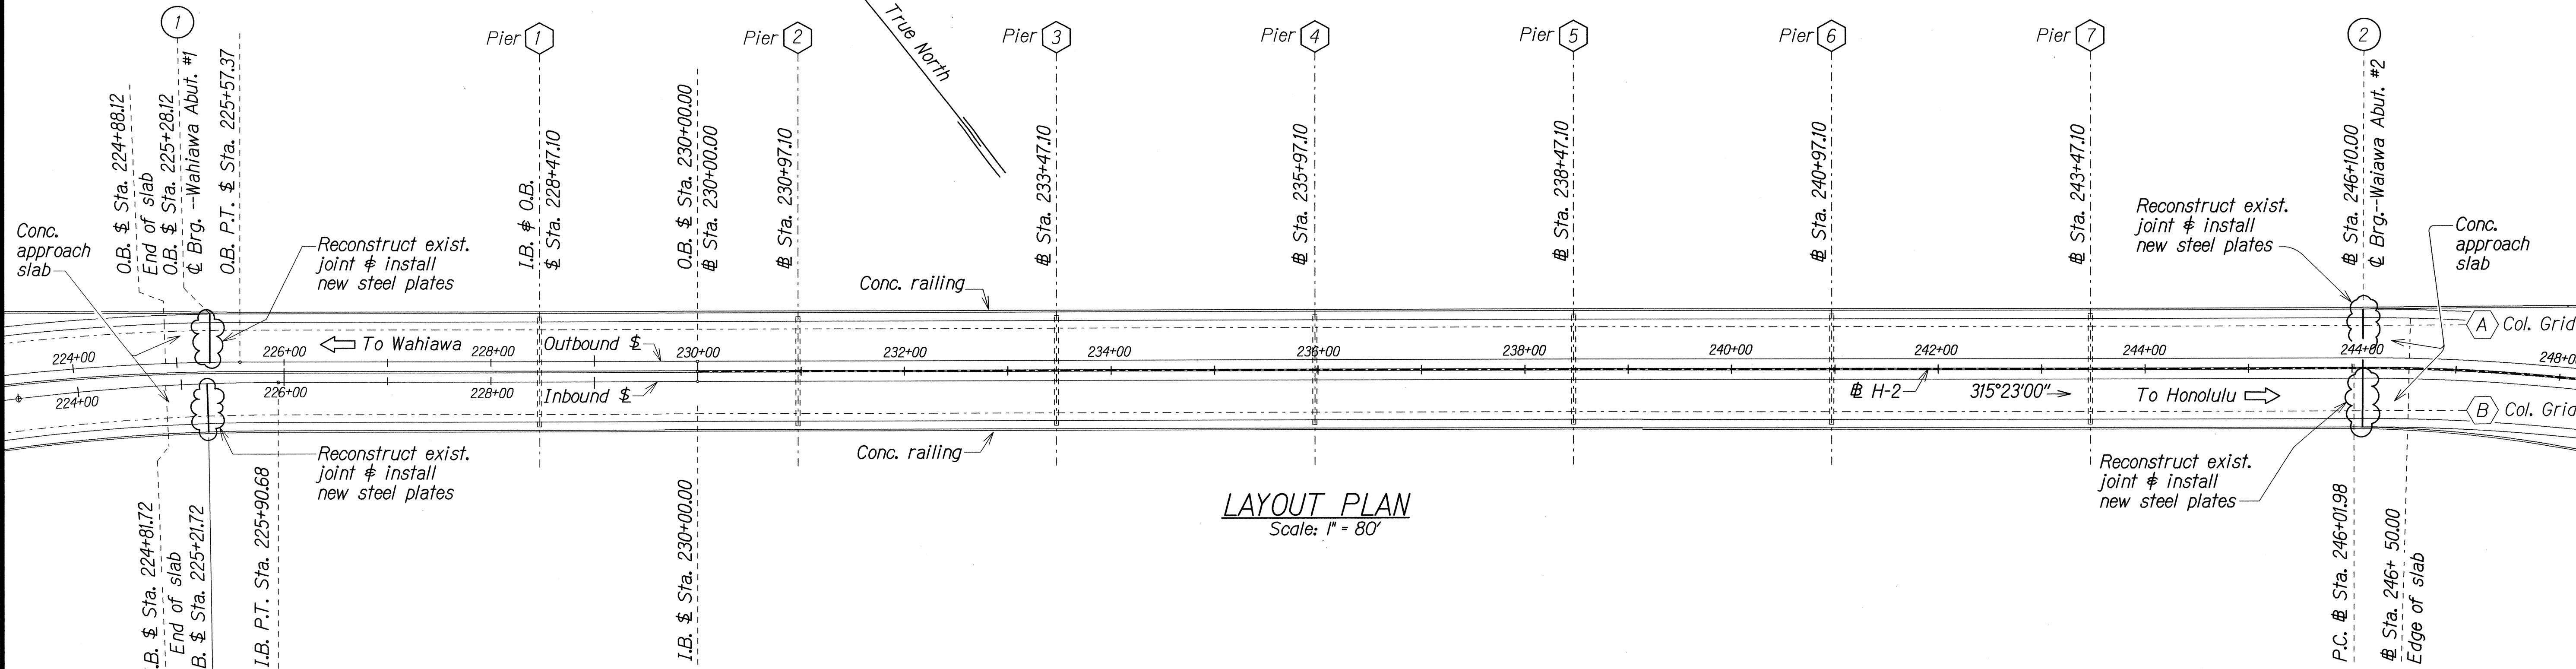 1
Pier 1
Pier 2
Pier 3
Pier 4
Pier 5
Pier 6
Pier 7
2
True North
O.B. ⅊ Sta. 224+88.12
End of slab
O.B. Sta. 225+28.12
℄ Brg.--Wahiawa Abut. #1
O.B. P.T. Sta. 225+57.37
I.B. & O.B.
Sta. 228+47.10
O.B. Sta. 230+00.00
Sta. 230+00.00
Sta. 230+97.10
Sta. 233+47.10
Sta. 235+97.10
Sta. 238+47.10
Sta. 240+97.10
Sta. 243+47.10
Sta. 246+10.00
℄ Brg.--Waiawa Abut. #2
Conc.
approach
slab
Reconstruct exist.
joint & install
new steel plates
Conc. railing
Reconstruct exist.
joint & install
new steel plates
Conc.
approach
slab
224+00
226+00
To Wahiawa
228+00
Outbound
230+00
232+00
234+00
236+00
238+00
240+00
242+00
244+00
244+00
248+0
A Col. Grid
224+00
226+00
228+00
Inbound
H-2
315°23'00"
To Honolulu
B Col. Grid
Reconstruct exist.
joint & install
new steel plates
Conc. railing
Reconstruct exist.
joint & install
new steel plates
.B. Sta. 224+81.72
End of slab
B. Sta. 225+21.72
I.B. P.T. Sta. 225+90.68
I.B. Sta. 230+00.00
P.C. Sta. 246+01.98
Sta. 246+ 50.00
Edge of slab
LAYOUT PLAN
Scale: 1" = 80'